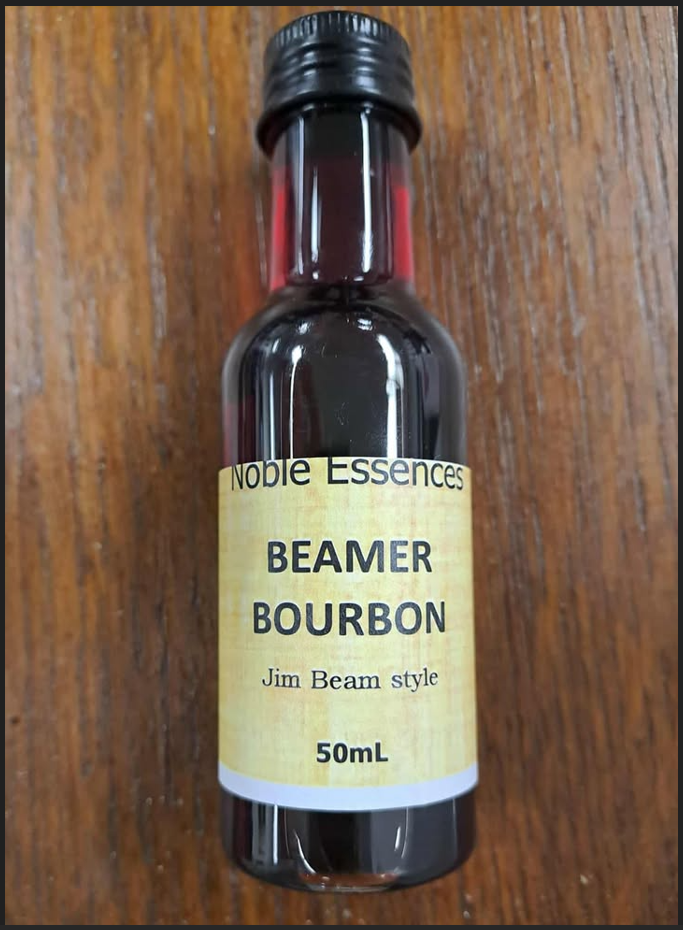 Noble Essences
BEAMER
BOURBON
Jim Beam style
50mL